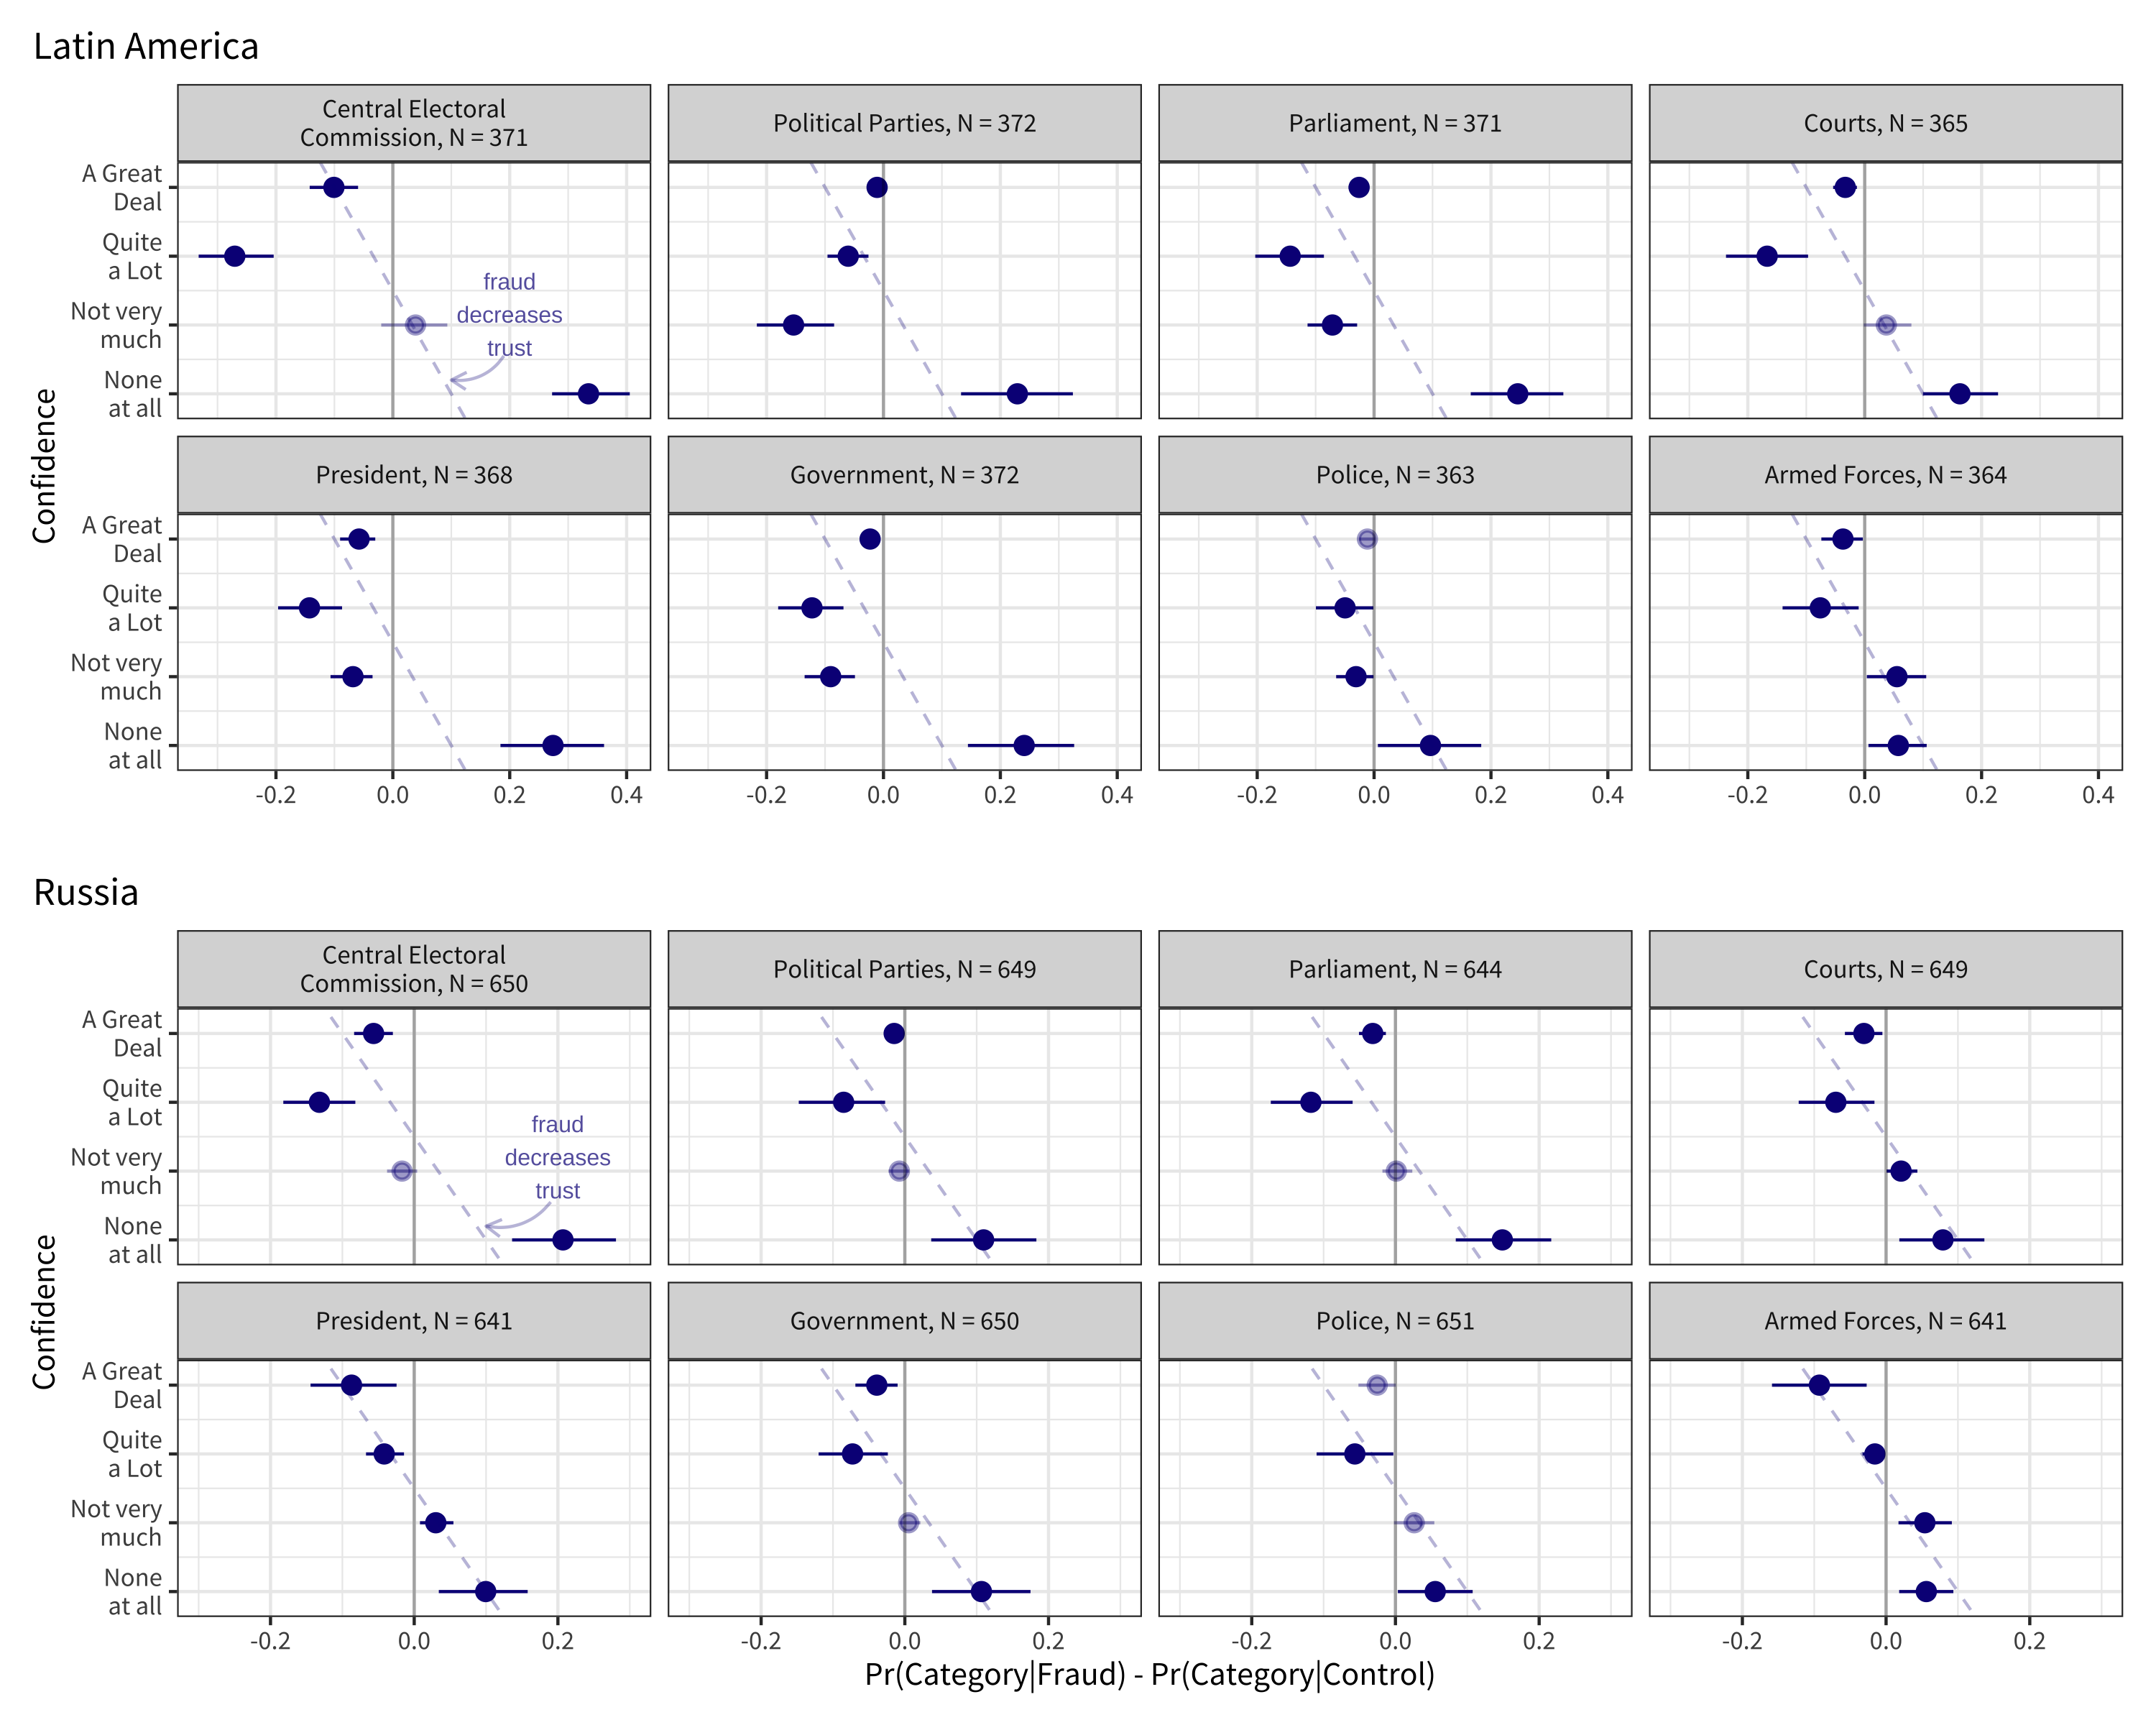 Latin America
Central Electoral
Commission, N = 371
Political Parties, N = 372
Parliament, N = 371
Courts, N = 365
A Great
Deal
Quite
a Lot
Not very
much
None
at all
fraud
decreases
trust
Confidence
President, N = 368
Government, N = 372
Police, N = 363
Armed Forces, N = 364
A Great
Deal
Quite
a Lot
Not very
much
None
at all
-0.2 0.0 0.2 0.4
-0.2 0.0 0.2 0.4
-0.2 0.0 0.2 0.4
-0.2 0.0 0.2 0.4
Russia
Central Electoral
Commission, N = 650
Political Parties, N = 649
Parliament, N = 644
Courts, N = 649
A Great
Deal
Quite
a Lot
Not very
much
None
at all
fraud
decreases
trust
Confidence
President, N = 641
Government, N = 650
Police, N = 651
Armed Forces, N = 641
A Great
Deal
Quite
a Lot
Not very
much
None
at all
-0.2 0.0 0.2
-0.2 0.0 0.2
-0.2 0.0 0.2
-0.2 0.0 0.2
Pr(Category|Fraud) - Pr(Category|Control)